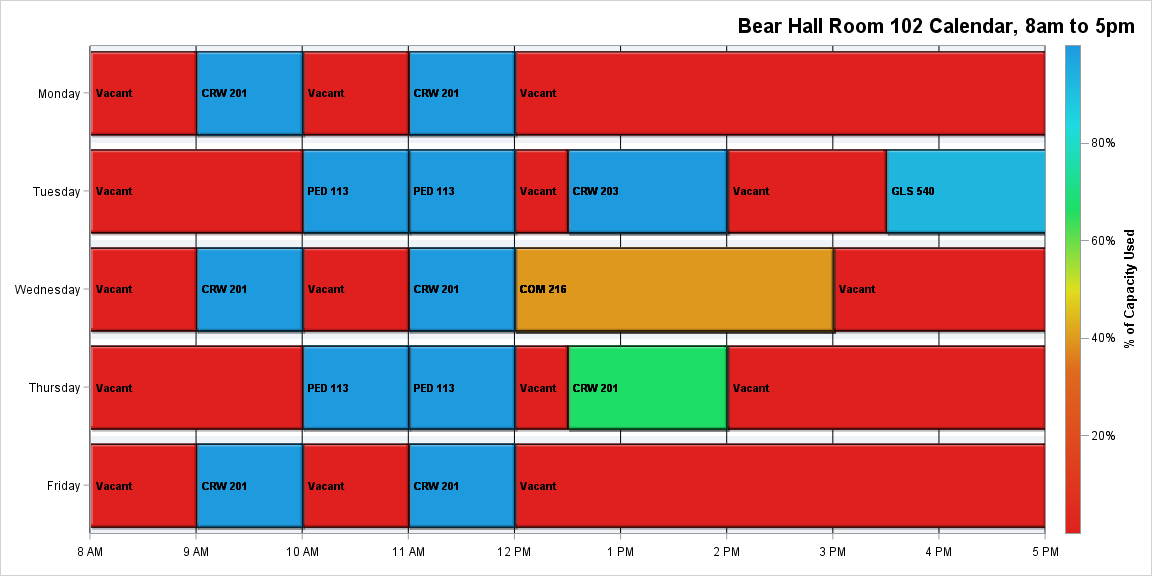 Bear Hall Room 102 Calendar, 8am to 5pm
Monday
Vacant
CRW 201
Vacant
CRW 201
Vacant
Tuesday
Vacant
PED 113
PED 113
Vacant
CRW 203
Vacant
GLS 540
Wednesday
Vacant
CRW 201
Vacant
CRW 201
COM 216
Vacant
Thursday
Vacant
PED 113
PED 113
Vacant
CRW 201
Vacant
Friday
Vacant
CRW 201
Vacant
CRW 201
Vacant
8 AM
9 AM
10 AM
11 AM
12 PM
1 PM
2 PM
3 PM
4 PM
5 PM
80%
60%
40%
20%
% of Capacity Used